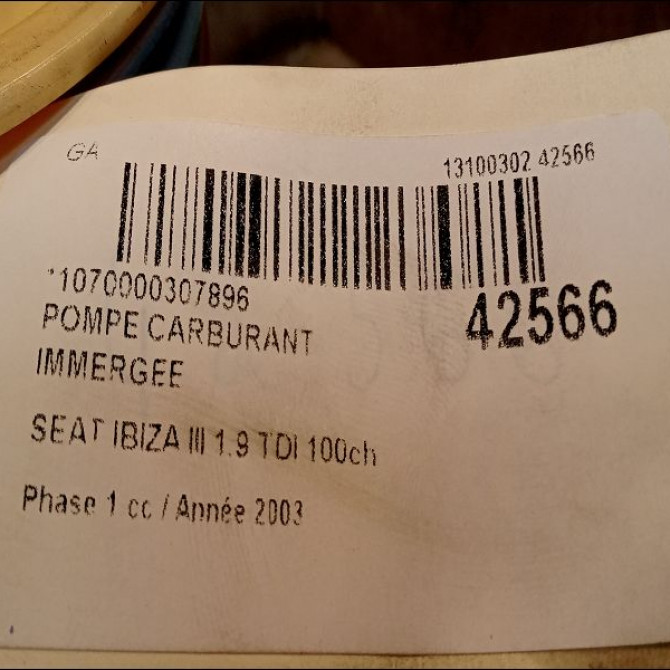 GA
13100302 42566
*1070000307896
42566
POMPE CARBURANT
IMMERGEE
SEAT IBIZA III 1.9 TDI 100ch
Phase 1 cc / Année 2003